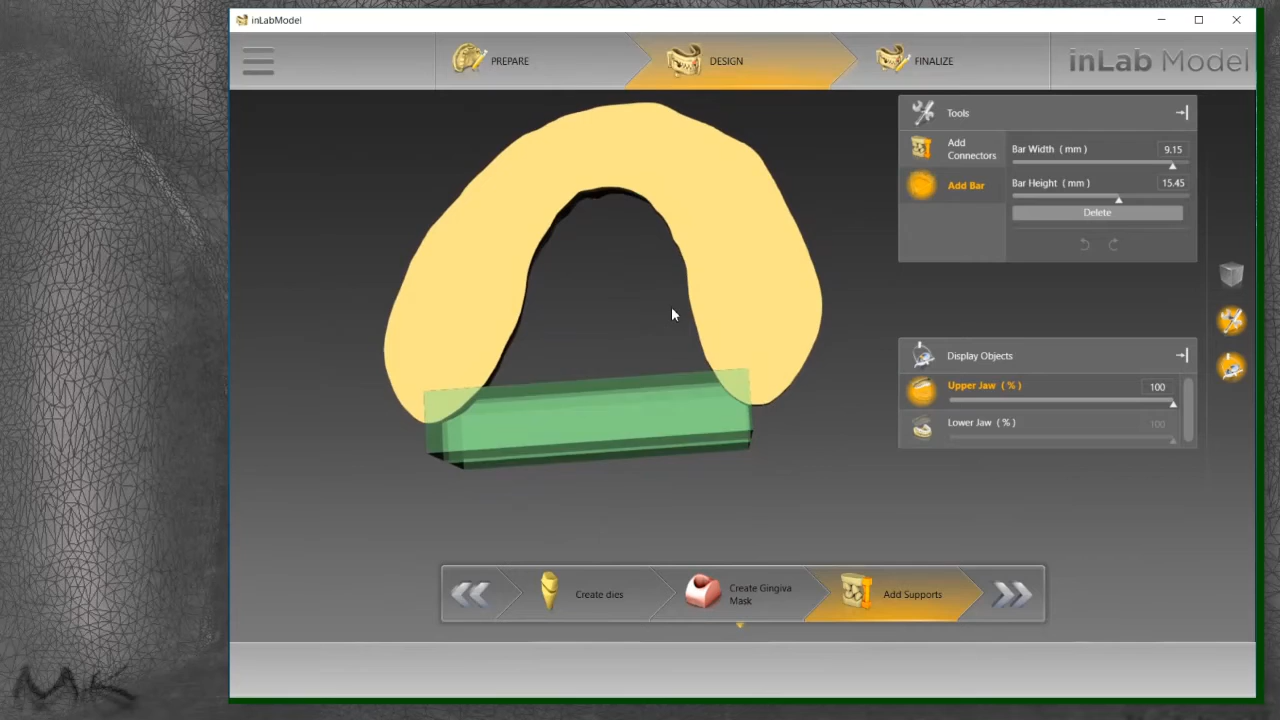 inLabModel
PREPARE
DESIGN
FINALIZE
inLab Model
Tools
Add
Connectors
Add Bar
Bar Width ( mm )
9.15
Bar Height ( mm )
15.45
Delete
Display Objects
Upper Jaw ( % )
100
Lower Jaw ( % )
100
Create dies
Create Gingiva
Mask
Add Supports
MK